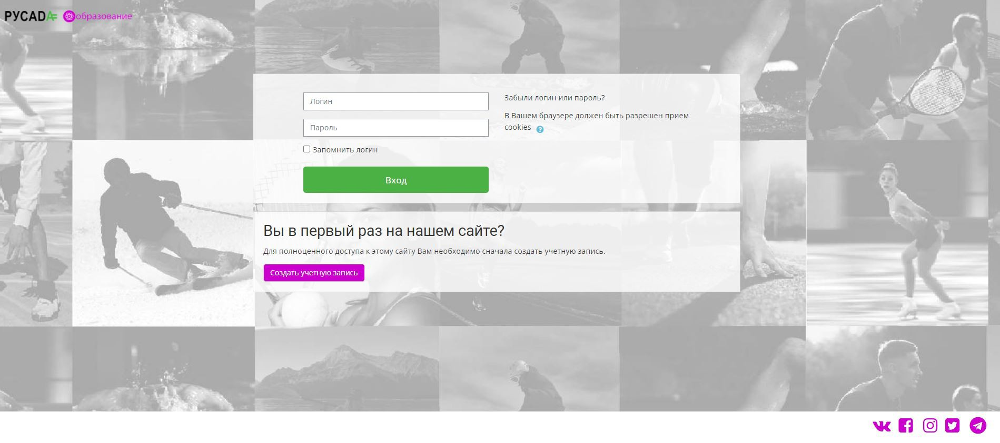 РУСАДА образование
Логин
Пароль
Запомнить логин
Вход
Забыли логин или пароль?
В Вашем браузере должен быть разрешен прием
cookies ?
Вы в первый раз на нашем сайте?
Для полноценного доступа к этому сайту Вам необходимо сначала создать учетную запись.
Создать учетную запись